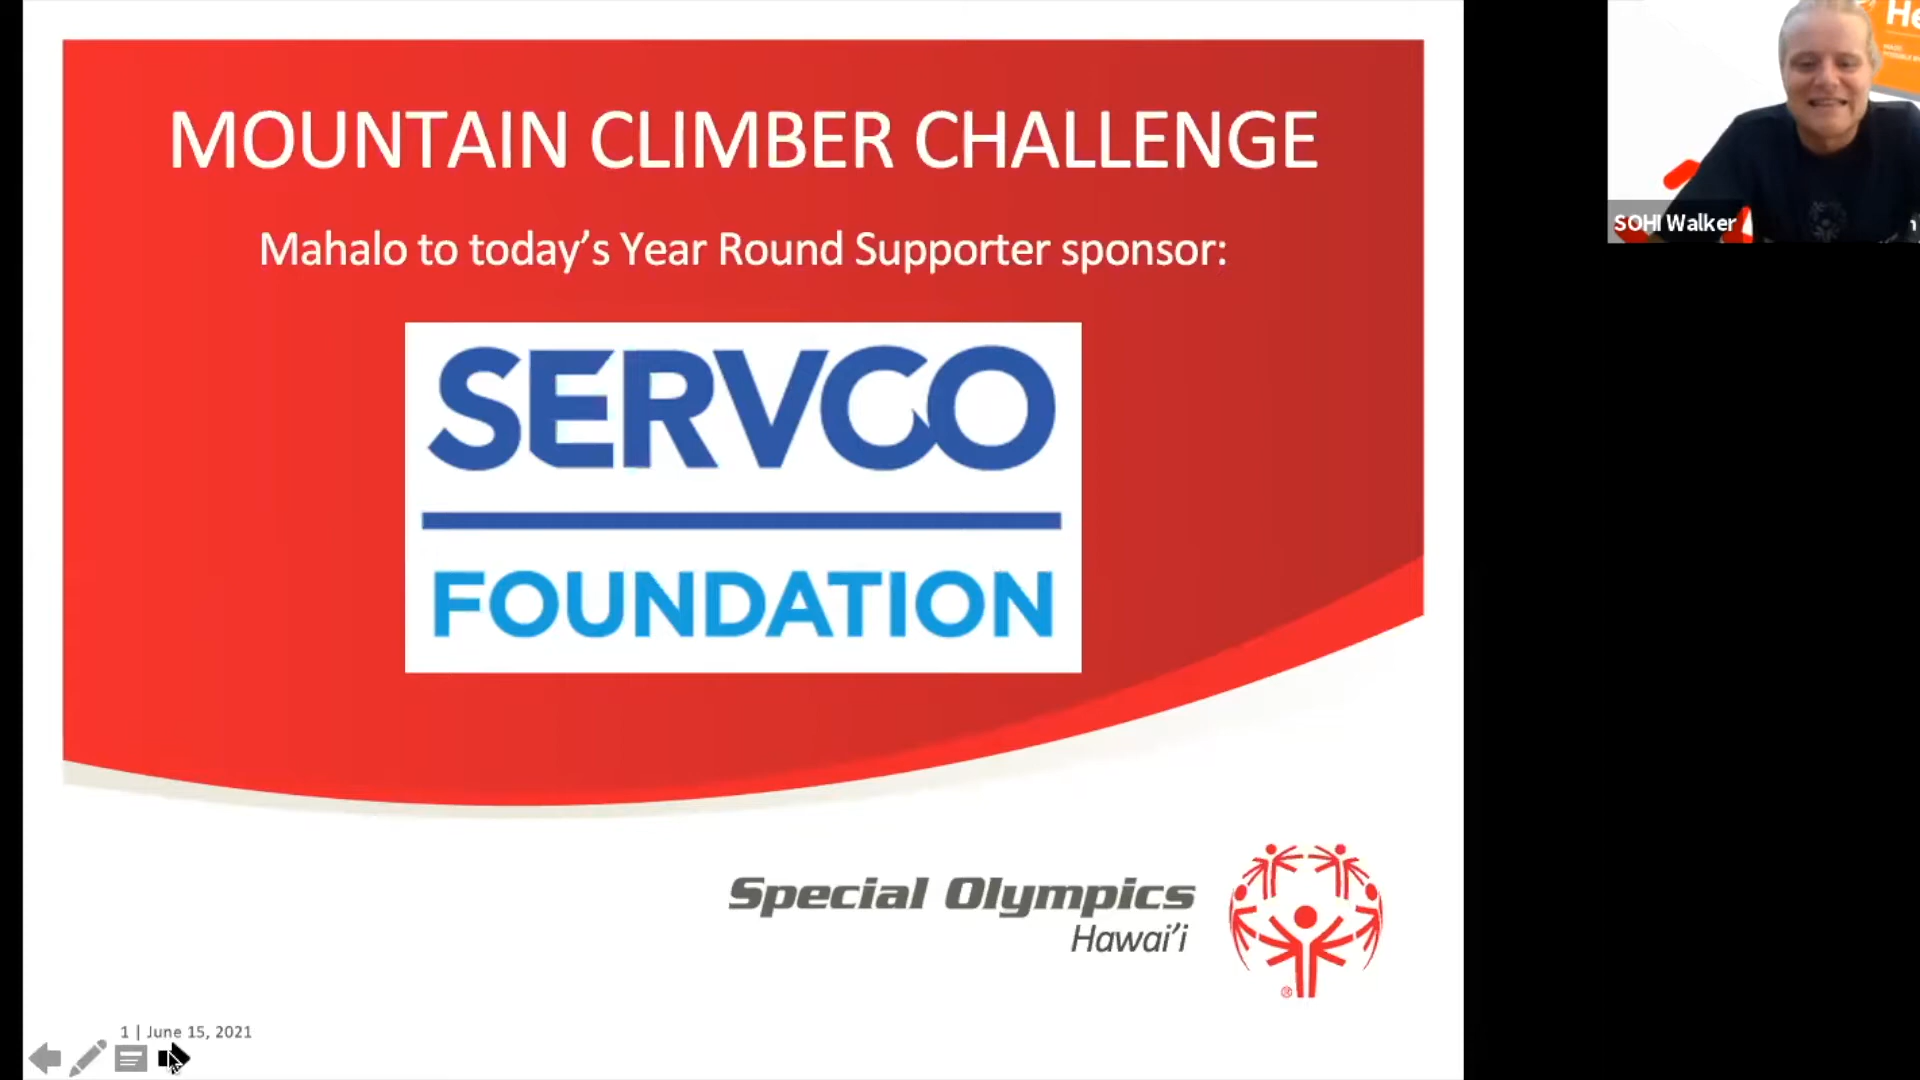 MOUNTAIN CLIMBER CHALLENGE
Mahalo to today's Year Round Supporter sponsor:
SERVCO
FOUNDATION
Special Olympics
Hawai'i
®
1 | June 15, 2021
He
SOHI Walker